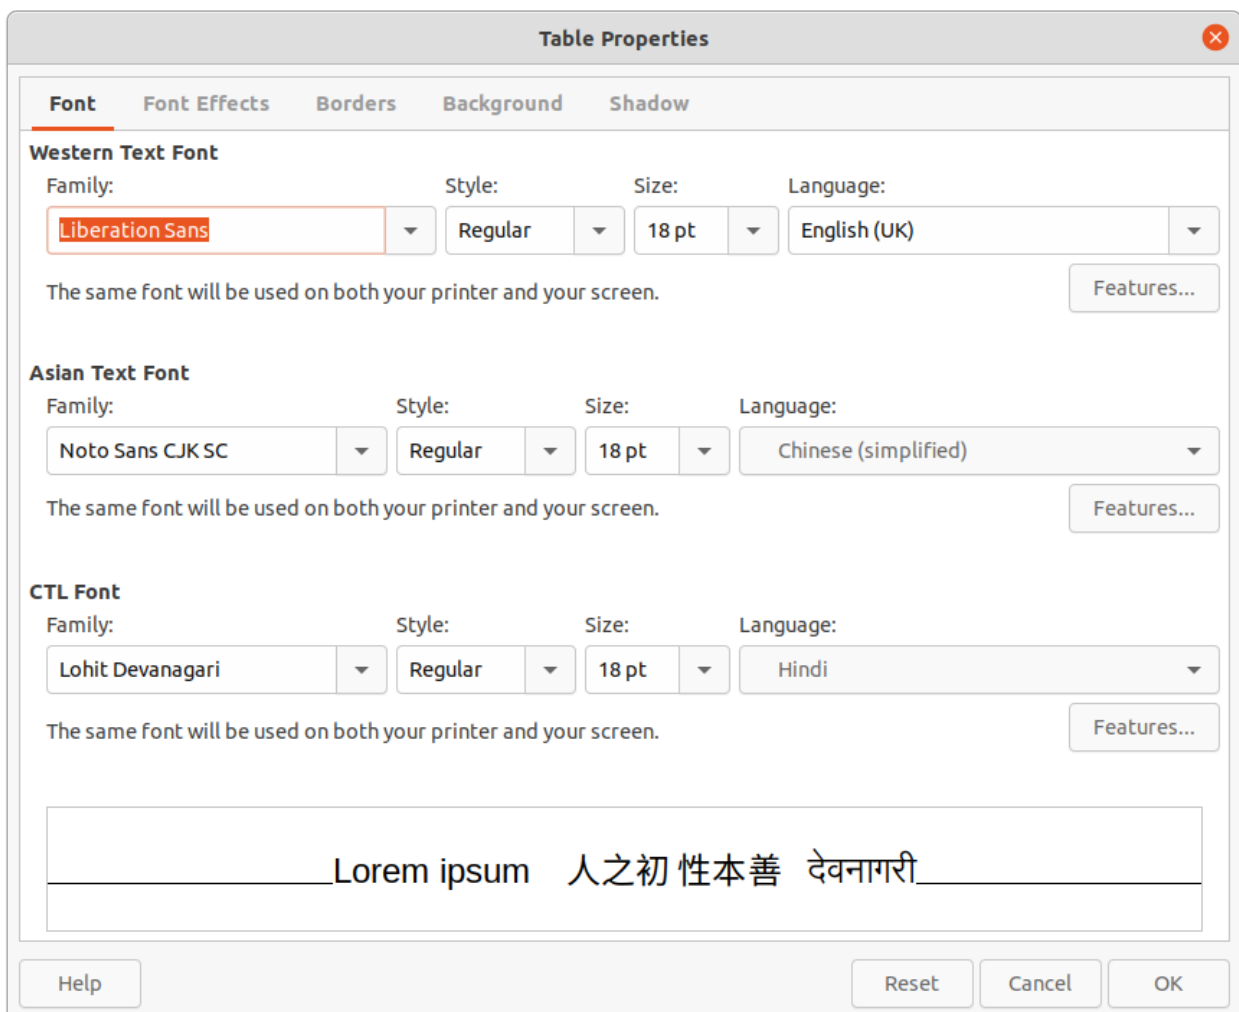 Table Properties
Font Font Effects Borders Background Shadow
Western Text Font
Family: Style: Size: Language:
Liberation Sans Regular 18 pt English (UK)
The same font will be used on both your printer and your screen. Features...
Asian Text Font
Family: Style: Size: Language:
Noto Sans CJK SC Regular 18 pt Chinese (simplified)
The same font will be used on both your printer and your screen. Features...
CTL Font
Family: Style: Size: Language:
Lohit Devanagari Regular 18 pt Hindi
The same font will be used on both your printer and your screen. Features...
Lorem ipsum 人之初 性本善 देवनागरी
Help Reset Cancel OK